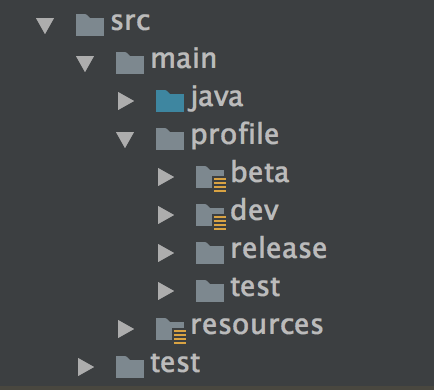 src
main
java
profile
beta
dev
release
test
resources
test